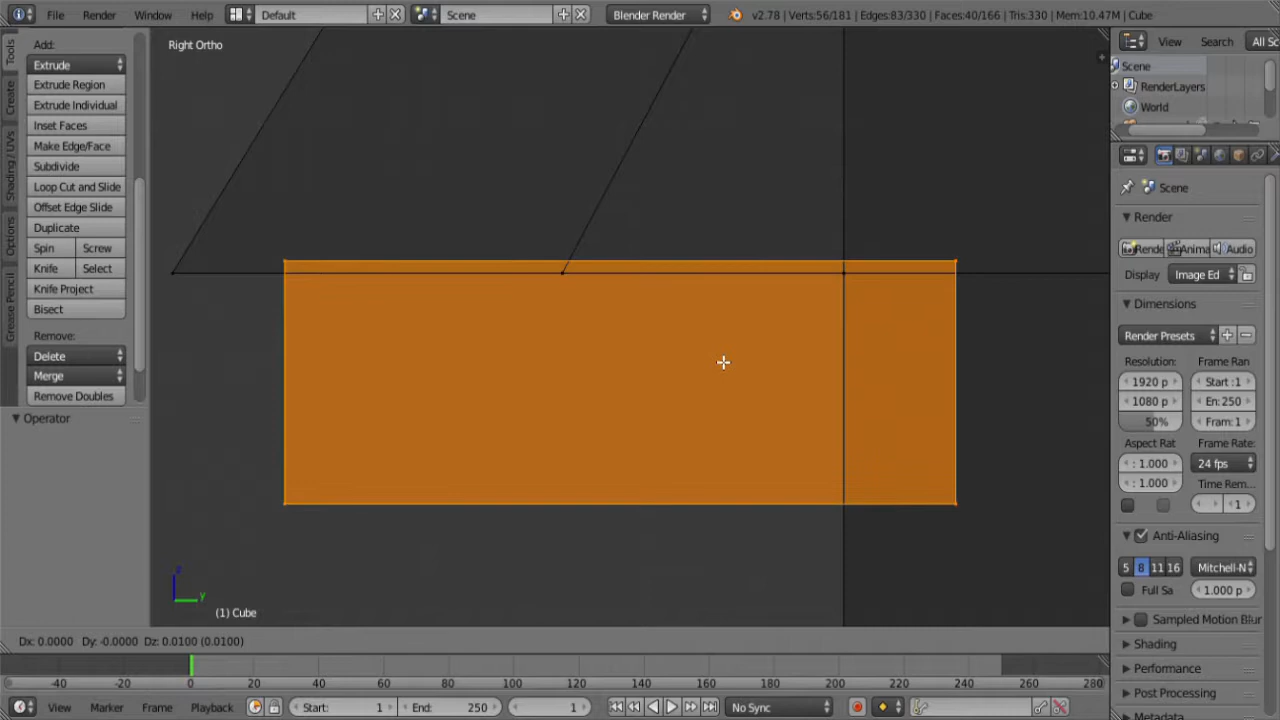 File Render Window Help Default Scene Blender Render v2.78 | Verts:56/181 | Edges:83/330 | Faces:40/166 | Tris:330 | Mem:10.47M | Cube
Tools
Create
Shading / UVs
Options
Grease Pencil
Add:
Extrude
Extrude Region
Extrude Individual
Inset Faces
Make Edge/Face
Subdivide
Loop Cut and Slide
Offset Edge Slide
Duplicate
Spin Screw
Knife Select
Knife Project
Bisect
Remove:
Delete
Merge
Remove Doubles
Operator
Right Ortho
z
y
(1) Cube
View Search All Sc
Scene
RenderLayers
World
Scene
Render
Rende Anima Audio
Display Image Ed
Dimensions
Render Presets
Resolution: Frame Ran
1920 p Start :1
1080 p En: 250
50% Fram: 1
Aspect Rat Frame Rate:
: 1.000 24 fps
: 1.000 Time Rem...
1
Anti-Aliasing
5 8 11 16 Mitchell-N
Full Sa 1.000 p
Sampled Motion Blur
Shading
Performance
Post Processing
Metadata
Dx: 0.0000 Dy: -0.0000 Dz: 0.0100 (0.0100)
-40 -20 0 20 40 60 80 100 120 140 160 180 200 220 240 260 280
View Marker Frame Playback Start: 1 End: 250 1 No Sync